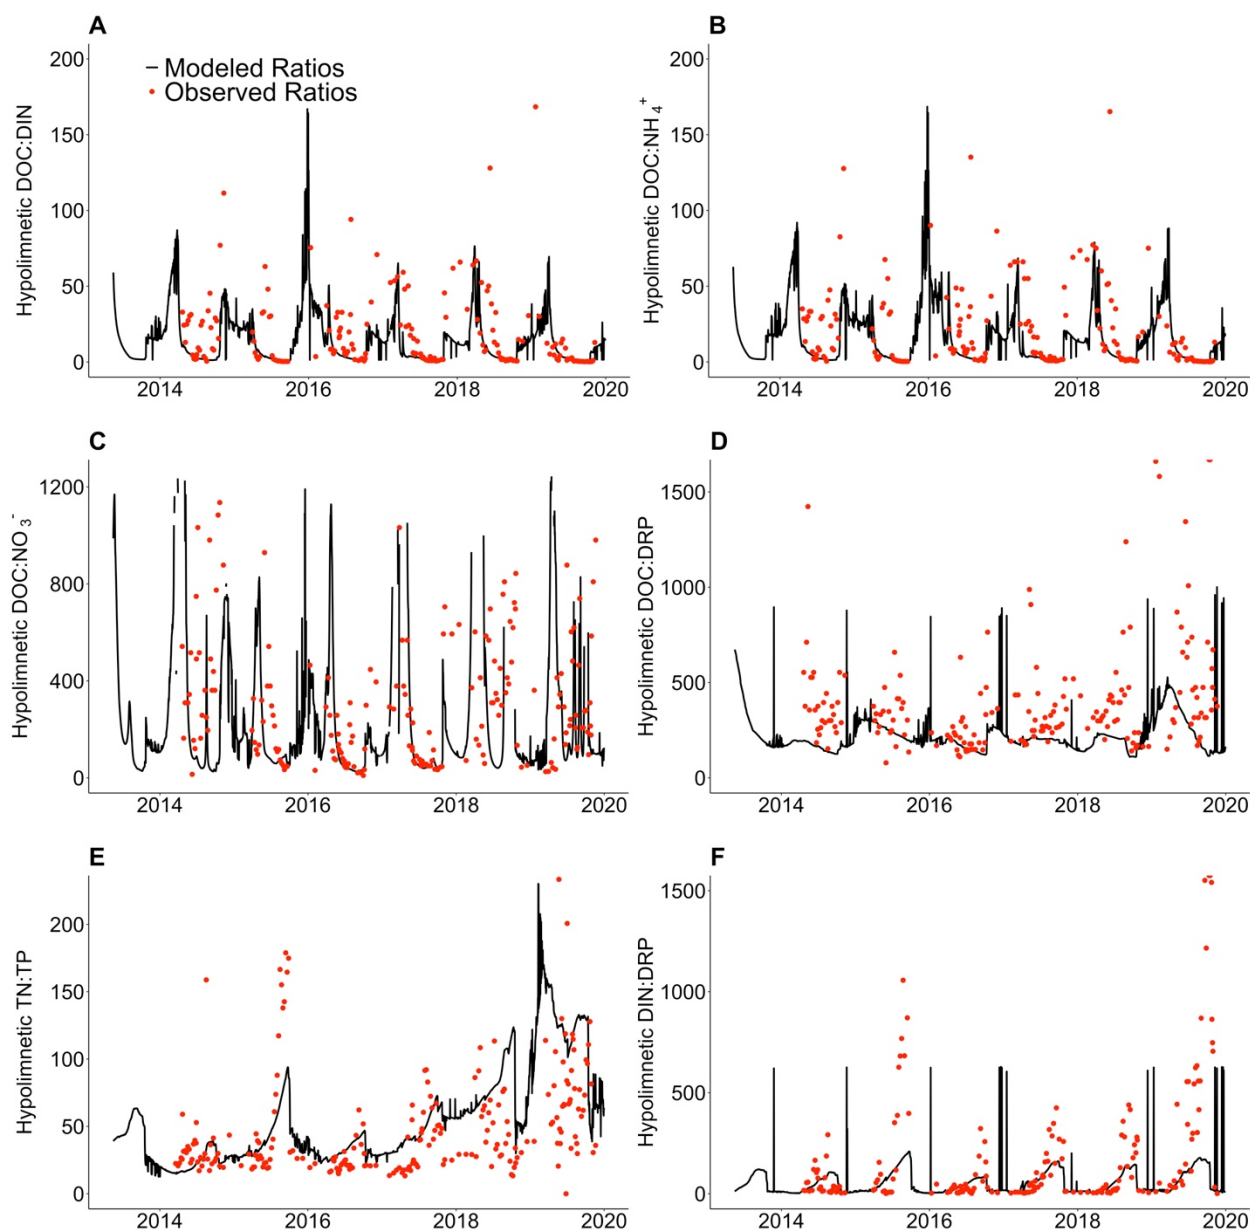 A
Hypolimnetic DOC:DIN
200
150
100
50
0
— Modeled Ratios
• Observed Ratios
2014 2016 2018 2020
B
Hypolimnetic DOC:NH₄⁺
200
150
100
50
0
2014 2016 2018 2020
C
Hypolimnetic DOC:NO₃⁻
1200
800
400
0
2014 2016 2018 2020
D
Hypolimnetic DOC:DRP
1500
1000
500
0
2014 2016 2018 2020
E
Hypolimnetic TN:TP
200
150
100
50
0
2014 2016 2018 2020
F
Hypolimnetic DIN:DRP
1500
1000
500
0
2014 2016 2018 2020